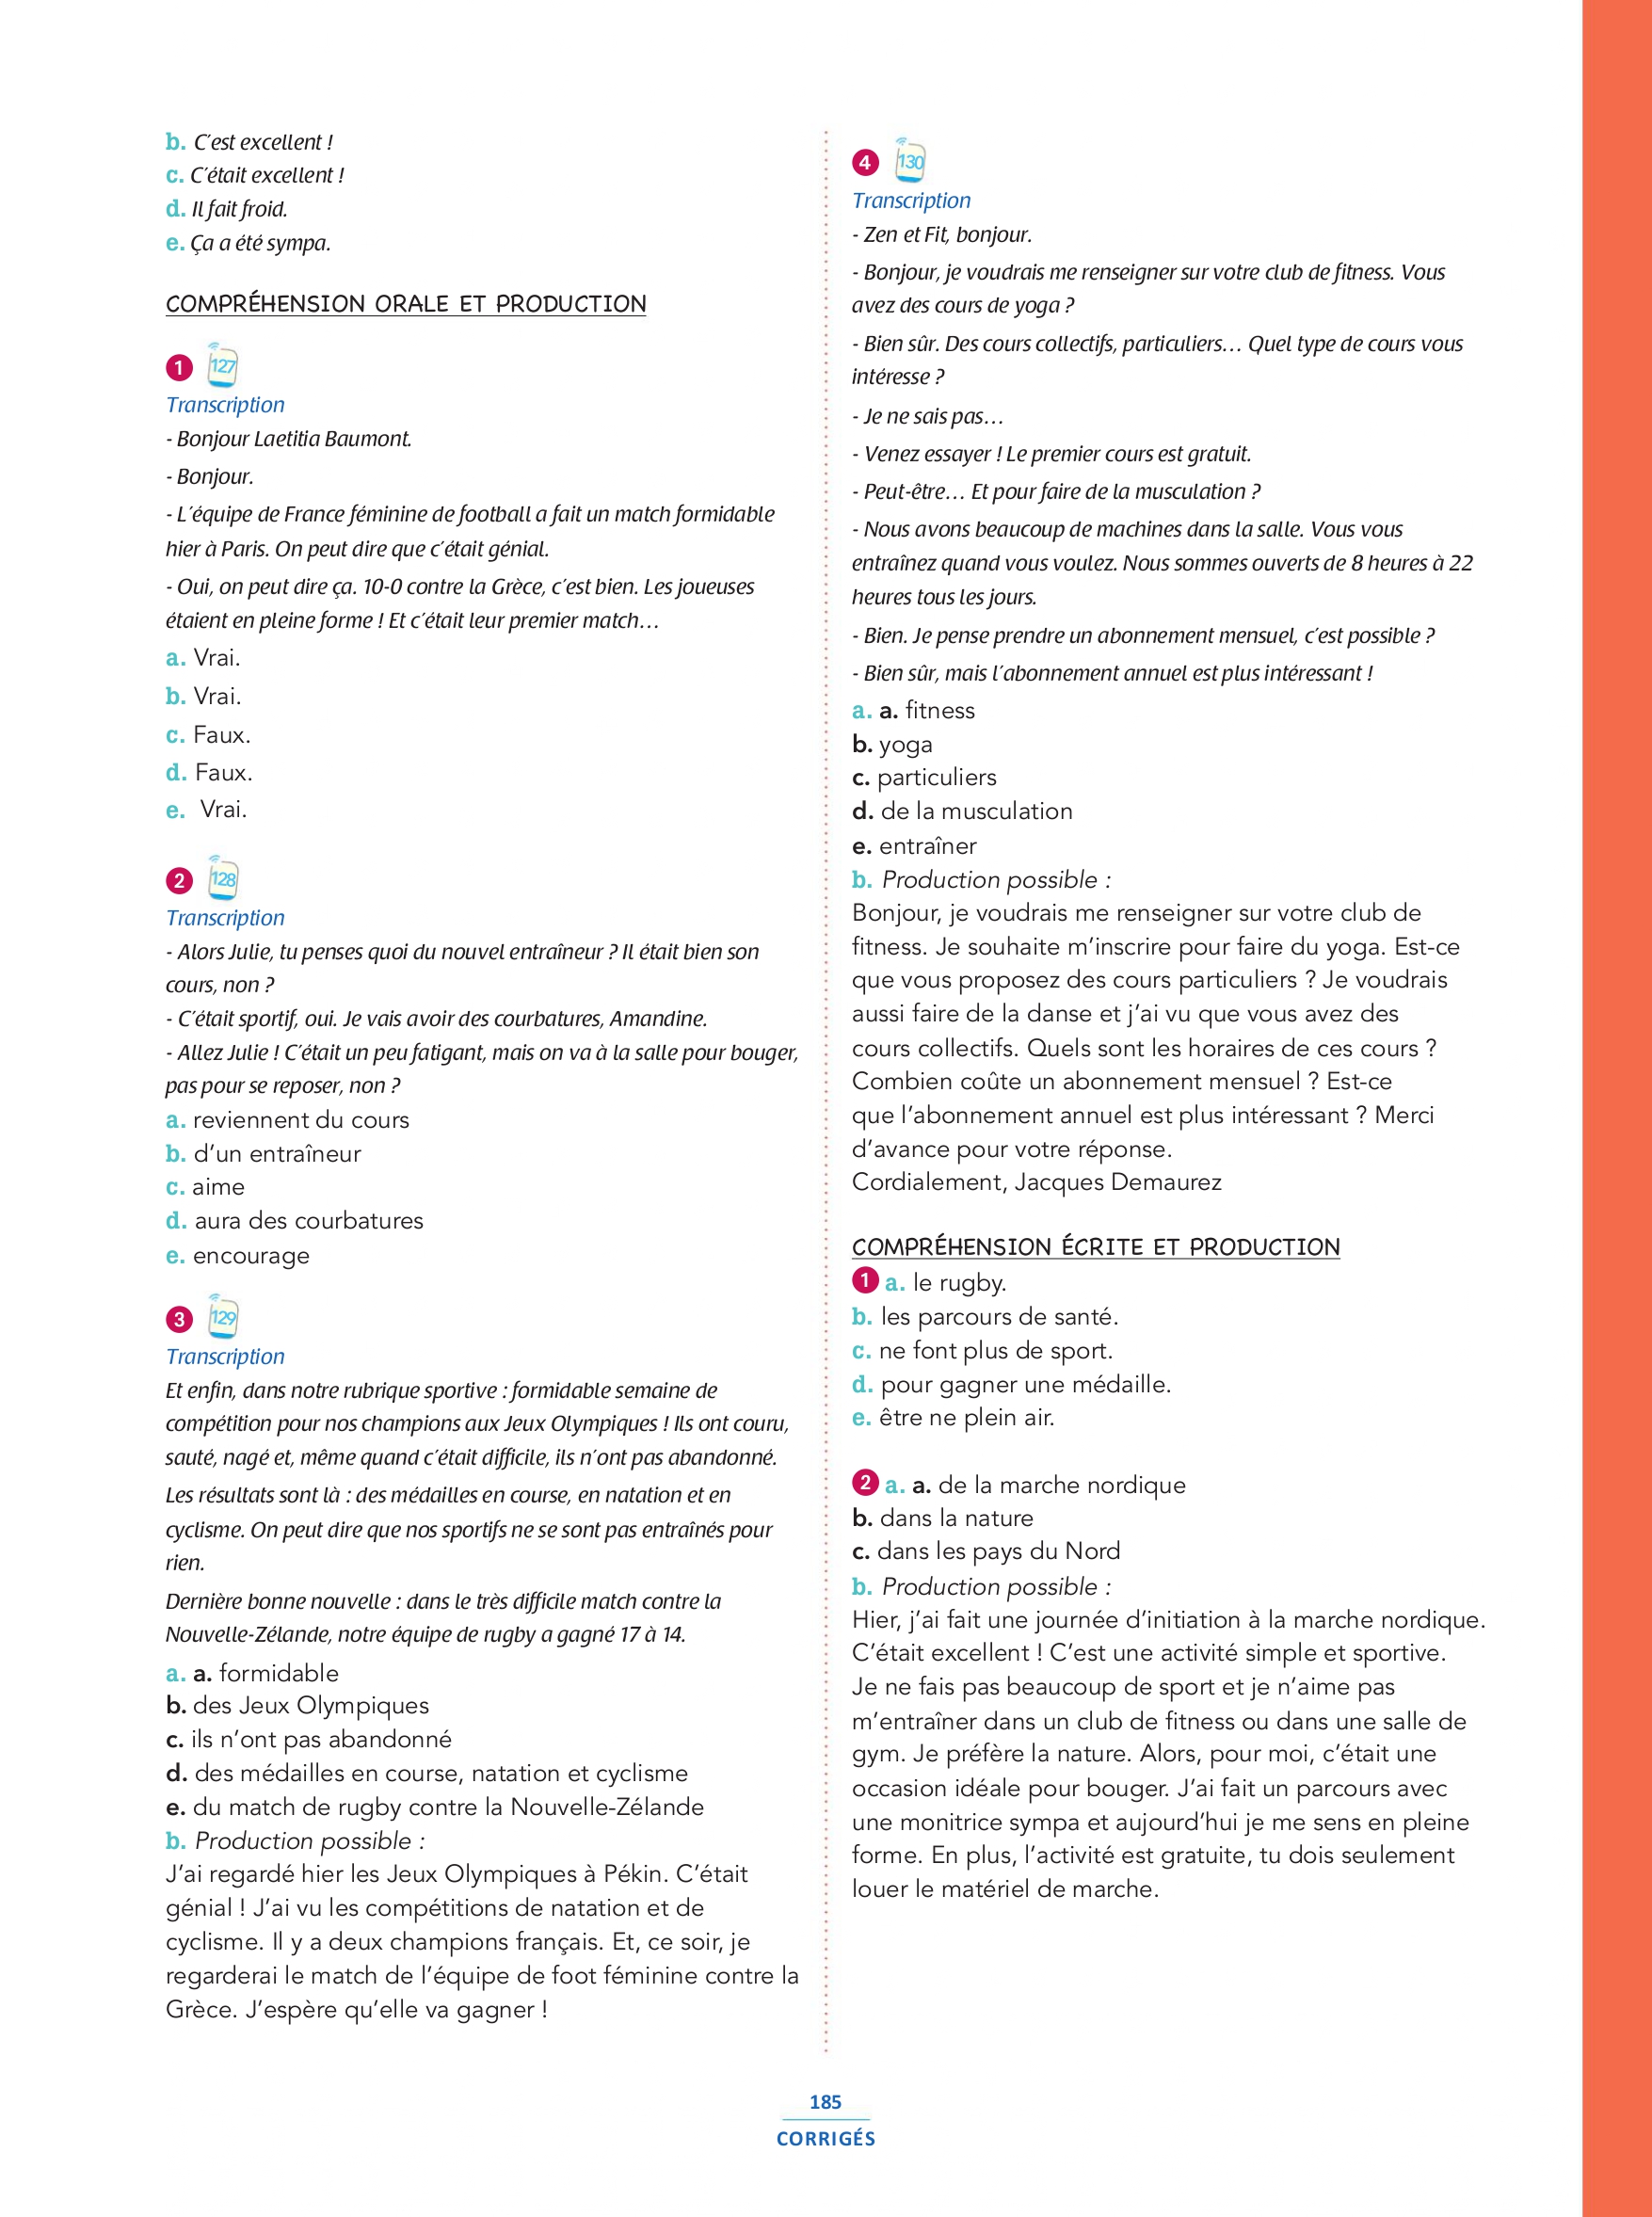 b. C'est excellent !
c. C'était excellent !
d. Il fait froid.
e. Ça a été sympa.
COMPRÉHENSION ORALE ET PRODUCTION
1 127
Transcription
- Bonjour Laetitia Baumont.
- Bonjour.
- L'équipe de France féminine de football a fait un match formidable
hier à Paris. On peut dire que c'était génial.
- Oui, on peut dire ça. 10-0 contre la Grèce, c'est bien. Les joueuses
étaient en pleine forme ! Et c'était leur premier match…
a. Vrai.
b. Vrai.
c. Faux.
d. Faux.
e. Vrai.
2 128
Transcription
- Alors Julie, tu penses quoi du nouvel entraîneur ? Il était bien son
cours, non ?
- C'était sportif, oui. Je vais avoir des courbatures, Amandine.
- Allez Julie ! C'était un peu fatigant, mais on va à la salle pour bouger,
pas pour se reposer, non ?
a. reviennent du cours
b. d'un entraîneur
c. aime
d. aura des courbatures
e. encourage
3 129
Transcription
Et enfin, dans notre rubrique sportive : formidable semaine de
compétition pour nos champions aux Jeux Olympiques ! Ils ont couru,
sauté, nagé et, même quand c'était difficile, ils n'ont pas abandonné.
Les résultats sont là : des médailles en course, en natation et en
cyclisme. On peut dire que nos sportifs ne se sont pas entraînés pour
rien.
Dernière bonne nouvelle : dans le très difficile match contre la
Nouvelle-Zélande, notre équipe de rugby a gagné 17 à 14.
a. a. formidable
b. des Jeux Olympiques
c. ils n'ont pas abandonné
d. des médailles en course, natation et cyclisme
e. du match de rugby contre la Nouvelle-Zélande
b. Production possible :
J'ai regardé hier les Jeux Olympiques à Pékin. C'était
génial ! J'ai vu les compétitions de natation et de
cyclisme. Il y a deux champions français. Et, ce soir, je
regarderai le match de l'équipe de foot féminine contre la
Grèce. J'espère qu'elle va gagner !
4 130
Transcription
- Zen et Fit, bonjour.
- Bonjour, je voudrais me renseigner sur votre club de fitness. Vous
avez des cours de yoga ?
- Bien sûr. Des cours collectifs, particuliers… Quel type de cours vous
intéresse ?
- Je ne sais pas…
- Venez essayer ! Le premier cours est gratuit.
- Peut-être… Et pour faire de la musculation ?
- Nous avons beaucoup de machines dans la salle. Vous vous
entraînez quand vous voulez. Nous sommes ouverts de 8 heures à 22
heures tous les jours.
- Bien. Je pense prendre un abonnement mensuel, c'est possible ?
- Bien sûr, mais l'abonnement annuel est plus intéressant !
a. a. fitness
b. yoga
c. particuliers
d. de la musculation
e. entraîner
b. Production possible :
Bonjour, je voudrais me renseigner sur votre club de
fitness. Je souhaite m'inscrire pour faire du yoga. Est-ce
que vous proposez des cours particuliers ? Je voudrais
aussi faire de la danse et j'ai vu que vous avez des
cours collectifs. Quels sont les horaires de ces cours ?
Combien coûte un abonnement mensuel ? Est-ce
que l'abonnement annuel est plus intéressant ? Merci
d'avance pour votre réponse.
Cordialement, Jacques Demaurez
COMPRÉHENSION ÉCRITE ET PRODUCTION
1 a. le rugby.
b. les parcours de santé.
c. ne font plus de sport.
d. pour gagner une médaille.
e. être ne plein air.
2 a. a. de la marche nordique
b. dans la nature
c. dans les pays du Nord
b. Production possible :
Hier, j'ai fait une journée d'initiation à la marche nordique.
C'était excellent ! C'est une activité simple et sportive.
Je ne fais pas beaucoup de sport et je n'aime pas
m'entraîner dans un club de fitness ou dans une salle de
gym. Je préfère la nature. Alors, pour moi, c'était une
occasion idéale pour bouger. J'ai fait un parcours avec
une monitrice sympa et aujourd'hui je me sens en pleine
forme. En plus, l'activité est gratuite, tu dois seulement
louer le matériel de marche.
185
CORRIGÉS